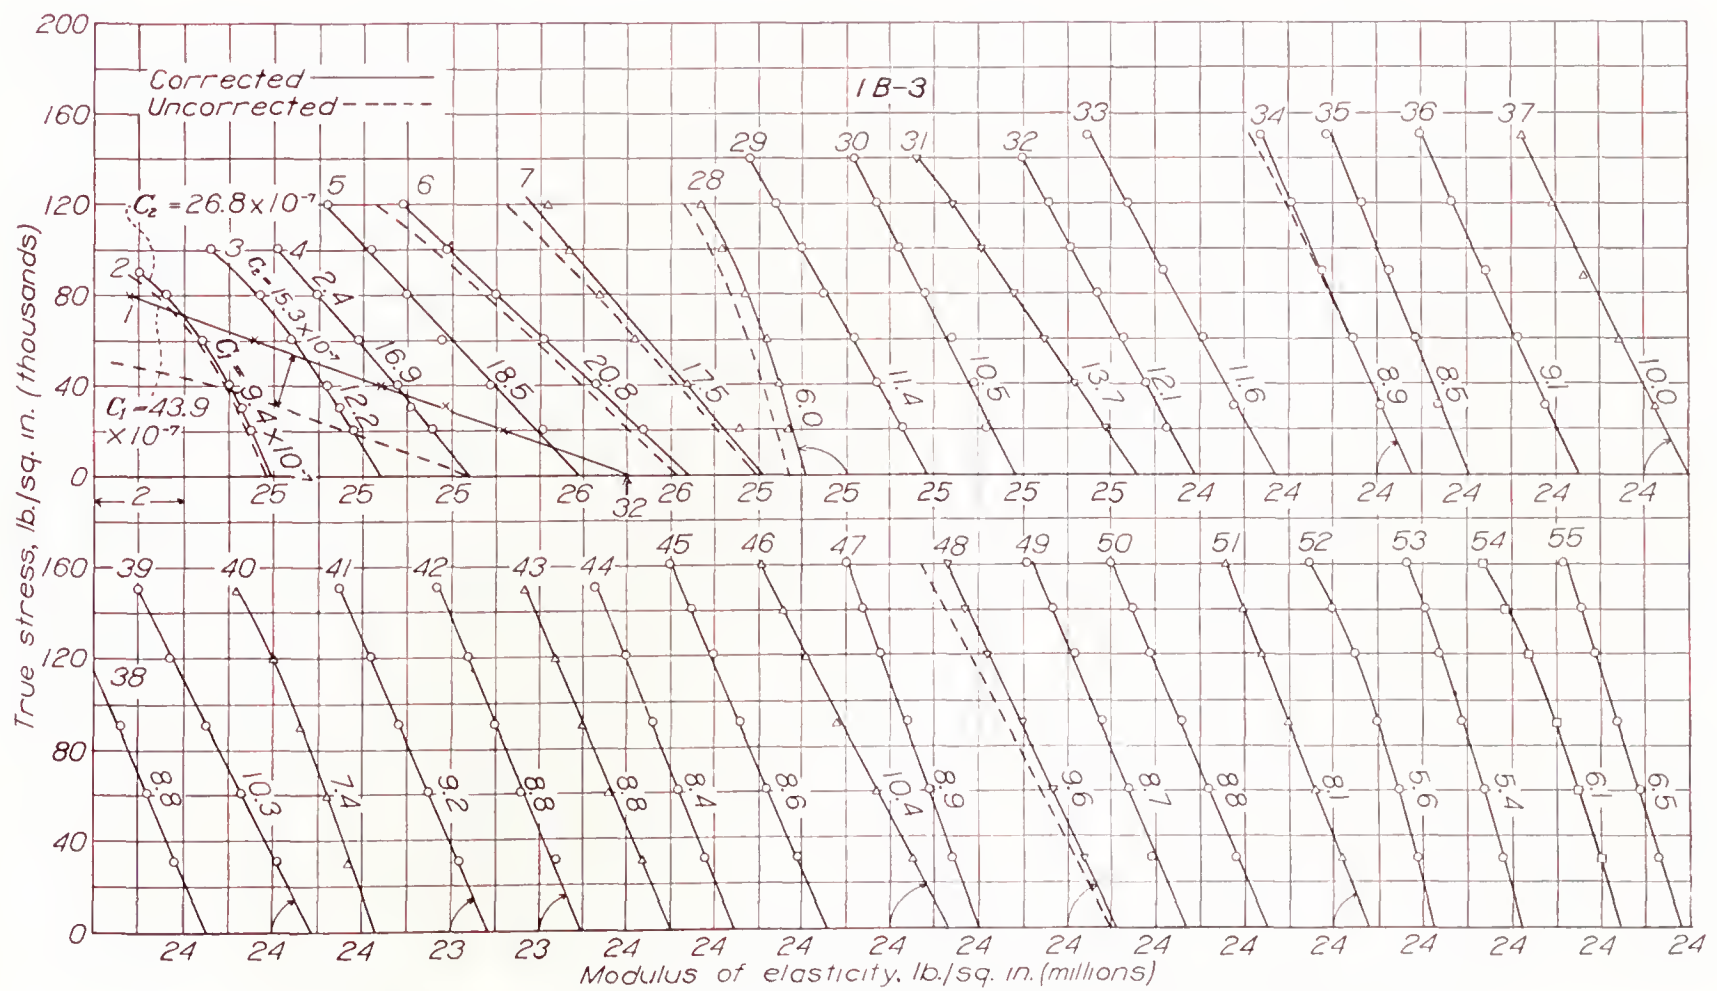 200
Corrected
Uncorrected
1B-3
160
34 35 36 37
33
29 30 31 32
5 6 7 28
120
C₂ = 26.8 x 10⁻⁷
3 4
2
C₂ = 15.3 x 10⁻⁷
2.4
80
1
C₁ = 9.4 x 10⁻⁷
16.9
12.2
18.5
20.8
17.5
6.0
11.4
10.5
13.7
12.1
11.6
8.9
8.5
9.1
10.0
40
C₁ = 43.9
x 10⁻⁷
0
2
25 25 25 26 26 25 25 25 25 25 24 24 24 24 24 24
32
True stress, lb./sq. in. (thousands)
160
39 40 41 42 43 44 45 46 47 48 49 50 51 52 53 54 55
120
38
80
8.8 10.3 7.4 9.2 8.8 8.8 8.4 8.6 10.4 8.9 9.6 8.7 8.8 8.1 5.6 5.4 6.1 6.5
40
0
24 24 24 23 23 24 24 24 24 24 24 24 24 24 24 24 24 24
Modulus of elasticity, lb./sq. in. (millions)